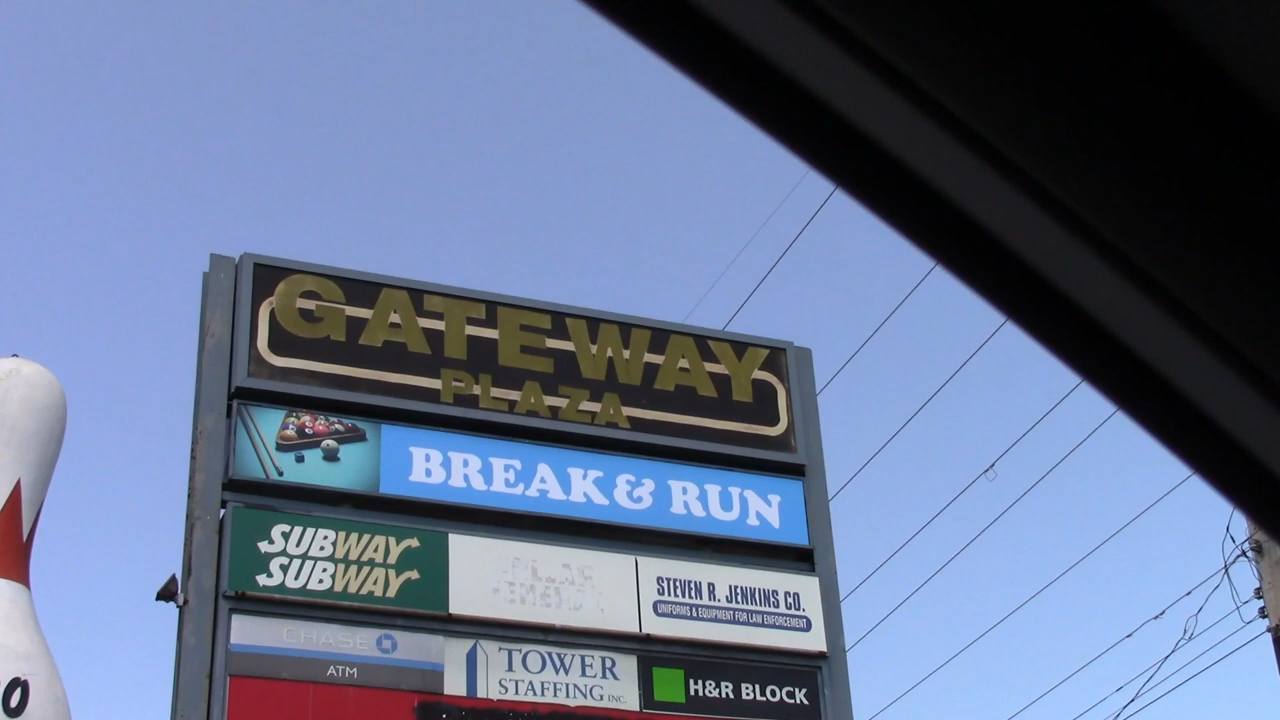 GATEWAY
PLAZA
BREAK & RUN
SUBWAY
SUBWAY
STEVEN R. JENKINS CO.
UNIFORMS & EQUIPMENT FOR LAW ENFORCEMENT
CHASE
ATM
TOWER
STAFFING INC.
H&R BLOCK